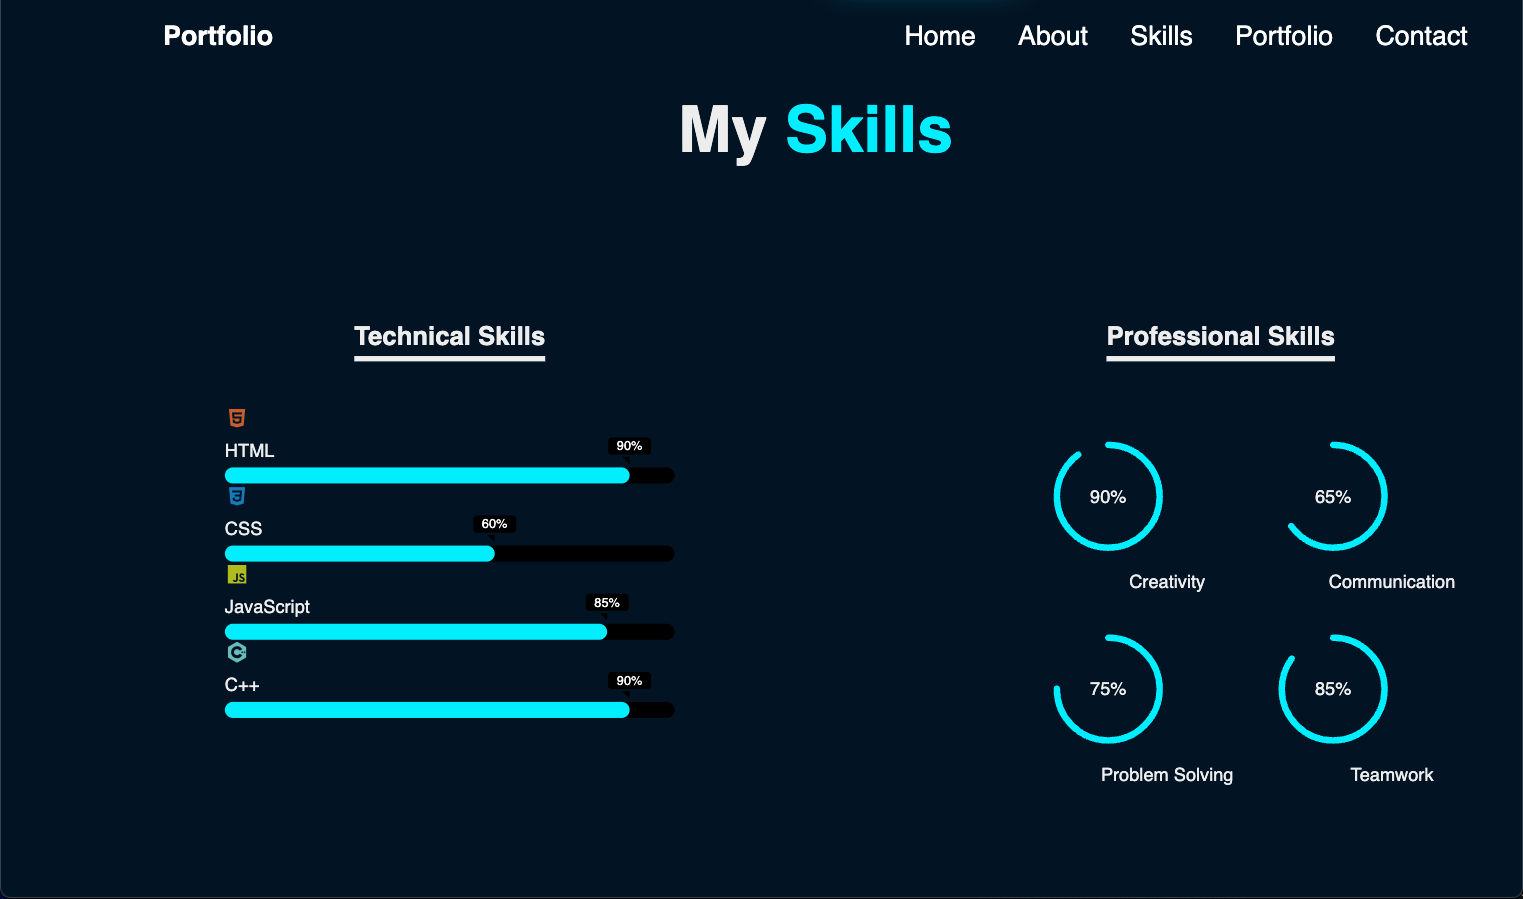 Portfolio
Home About Skills Portfolio Contact
My Skills
Technical Skills
HTML
90%
CSS
60%
JS
JavaScript
85%
C++
90%
Professional Skills
90%
65%
Creativity
Communication
75%
85%
Problem Solving
Teamwork